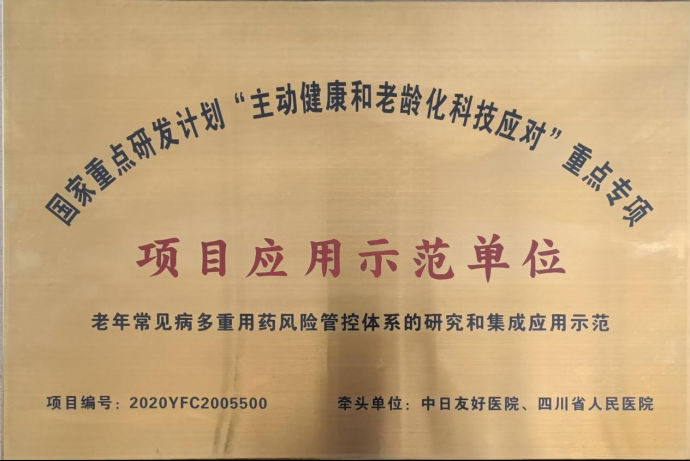 国家重点研发计划“主动健康和老龄化科技应对”重点专项
项目应用示范单位
老年常见病多重用药风险管控体系的研究和集成应用示范
项目编号：2020YFC2005500 牵头单位：中日友好医院、四川省人民医院